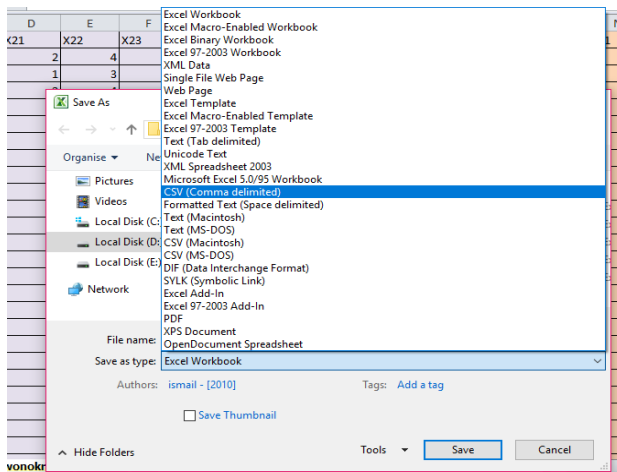 D E F
X21 X22 X23
2 4
1 3
Excel Workbook
Excel Macro-Enabled Workbook
Excel Binary Workbook
Excel 97-2003 Workbook
XML Data
Single File Web Page
Web Page
Excel Template
Excel Macro-Enabled Template
Excel 97-2003 Template
Text (Tab delimited)
Unicode Text
XML Spreadsheet 2003
Microsoft Excel 5.0/95 Workbook
CSV (Comma delimited)
Formatted Text (Space delimited)
Text (Macintosh)
Text (MS-DOS)
CSV (Macintosh)
CSV (MS-DOS)
DIF (Data Interchange Format)
SYLK (Symbolic Link)
Excel Add-In
Excel 97-2003 Add-In
PDF
XPS Document
OpenDocument Spreadsheet
Save As
Organise Ne
Pictures
Videos
Local Disk (C:
Local Disk (D:
Local Disk (E:)
Network
File name:
Save as type: Excel Workbook
Authors: ismail - [2010] Tags: Add a tag
Save Thumbnail
Hide Folders Tools Save Cancel
vonokr